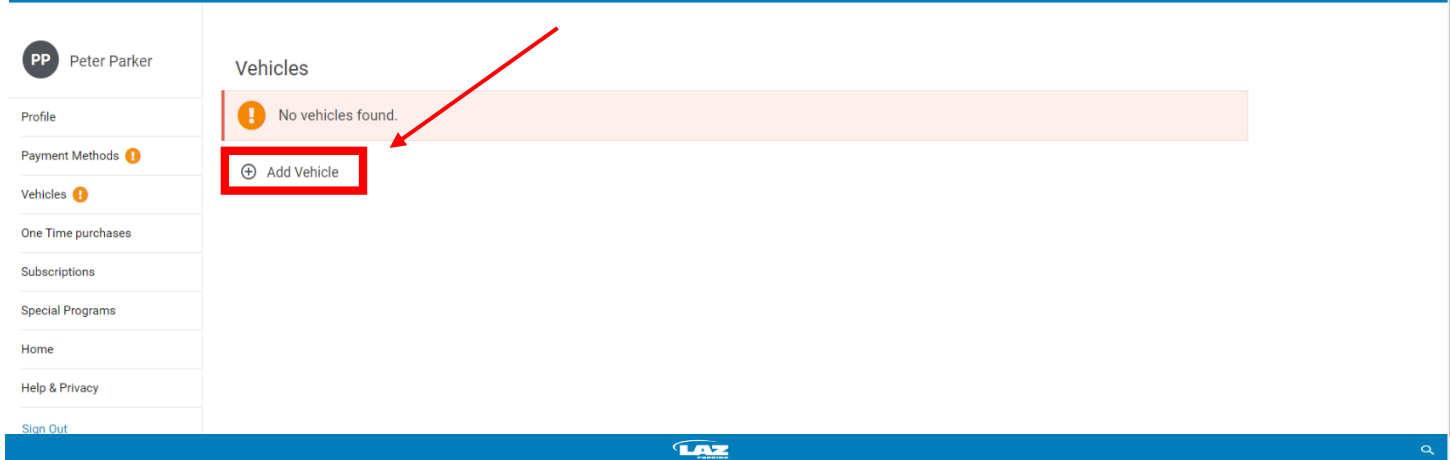 PP Peter Parker
Profile
Payment Methods
Vehicles
One Time purchases
Subscriptions
Special Programs
Home
Help & Privacy
Sign Out
Vehicles
No vehicles found.
Add Vehicle
LAZ
PARKING